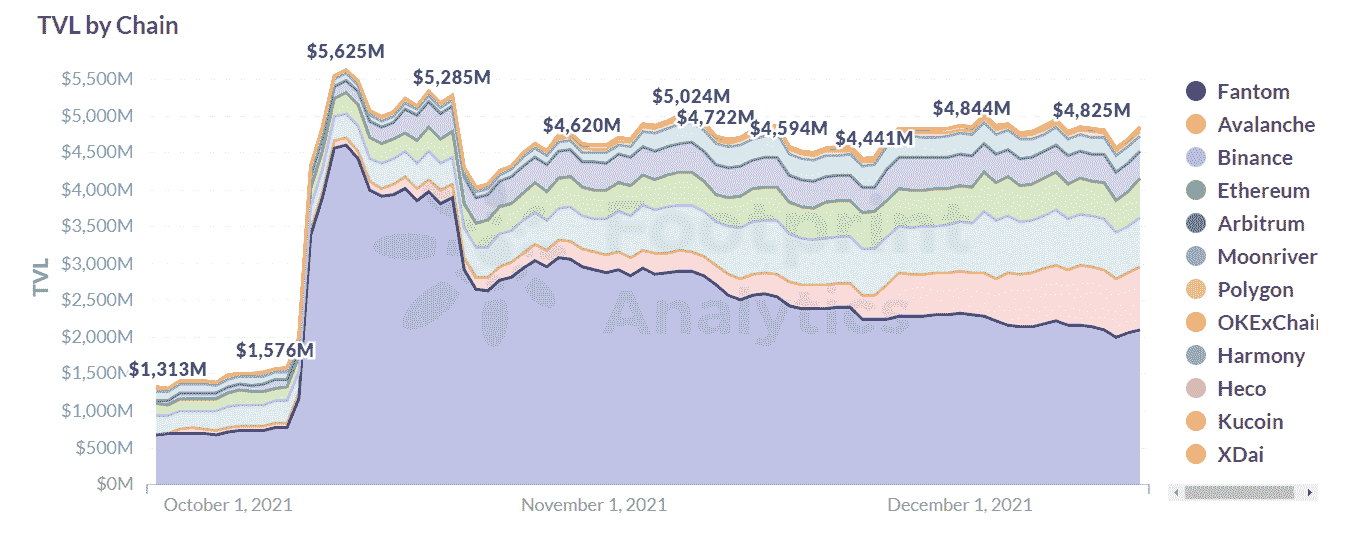 TVL by Chain
$5,625M
$5,285M
$4,620M
$5,024M
$4,722M
$4,594M
$4,441M
$4,844M
$4,825M
$1,313M
$1,576M
$5,500M
$5,000M
$4,500M
$4,000M
$3,500M
$3,000M
$2,500M
$2,000M
$1,500M
$1,000M
$500M
$0M
TVL
October 1, 2021
November 1, 2021
December 1, 2021
Footprint
Analytics
Fantom
Avalanche
Binance
Ethereum
Arbitrum
Moonriver
Polygon
OKExChai
Harmony
Heco
Kucoin
XDai